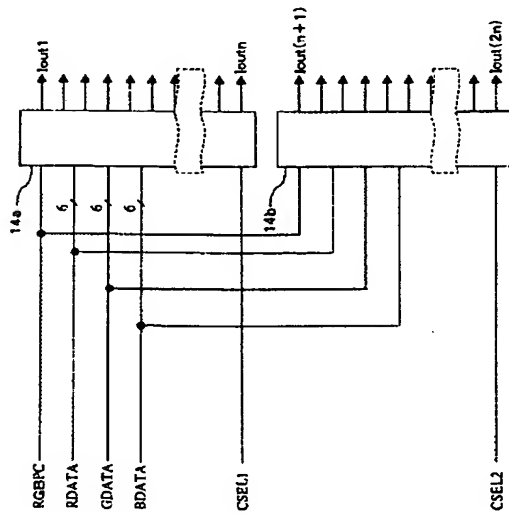 RGBPC
RDATA
GDATA
BDATA
CSEL1
CSEL2
14a
6
6
6
14b
Iout1
Ioutn
Iout(n+1)
Iout(2n)